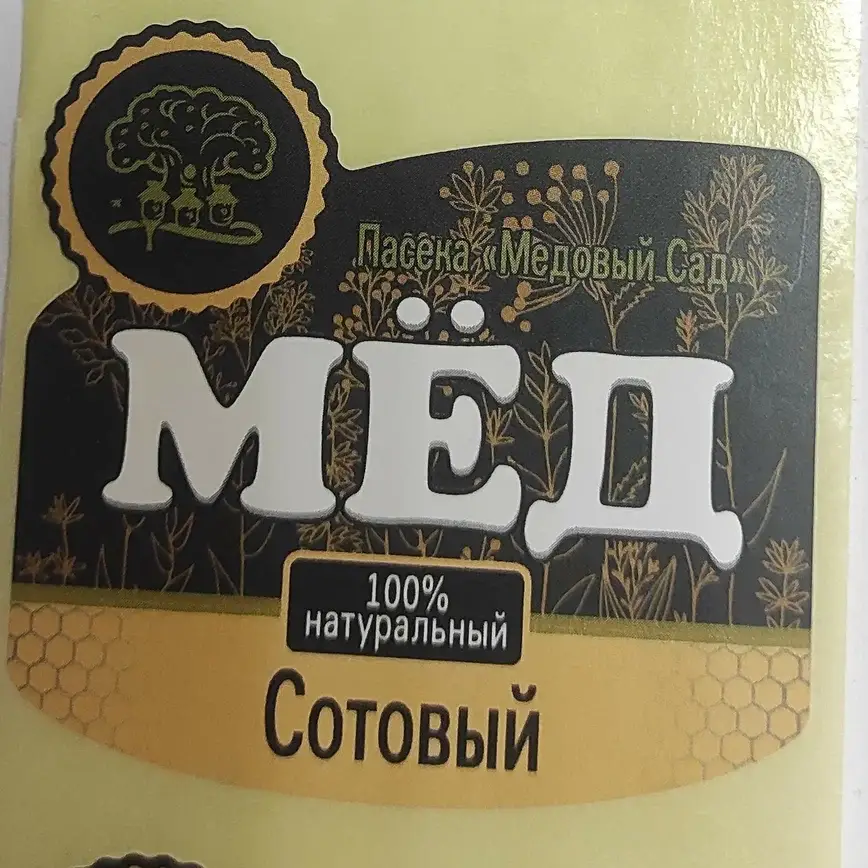 Пасека «Медовый Сад»
МЁД
100%
натуральный
Сотовый